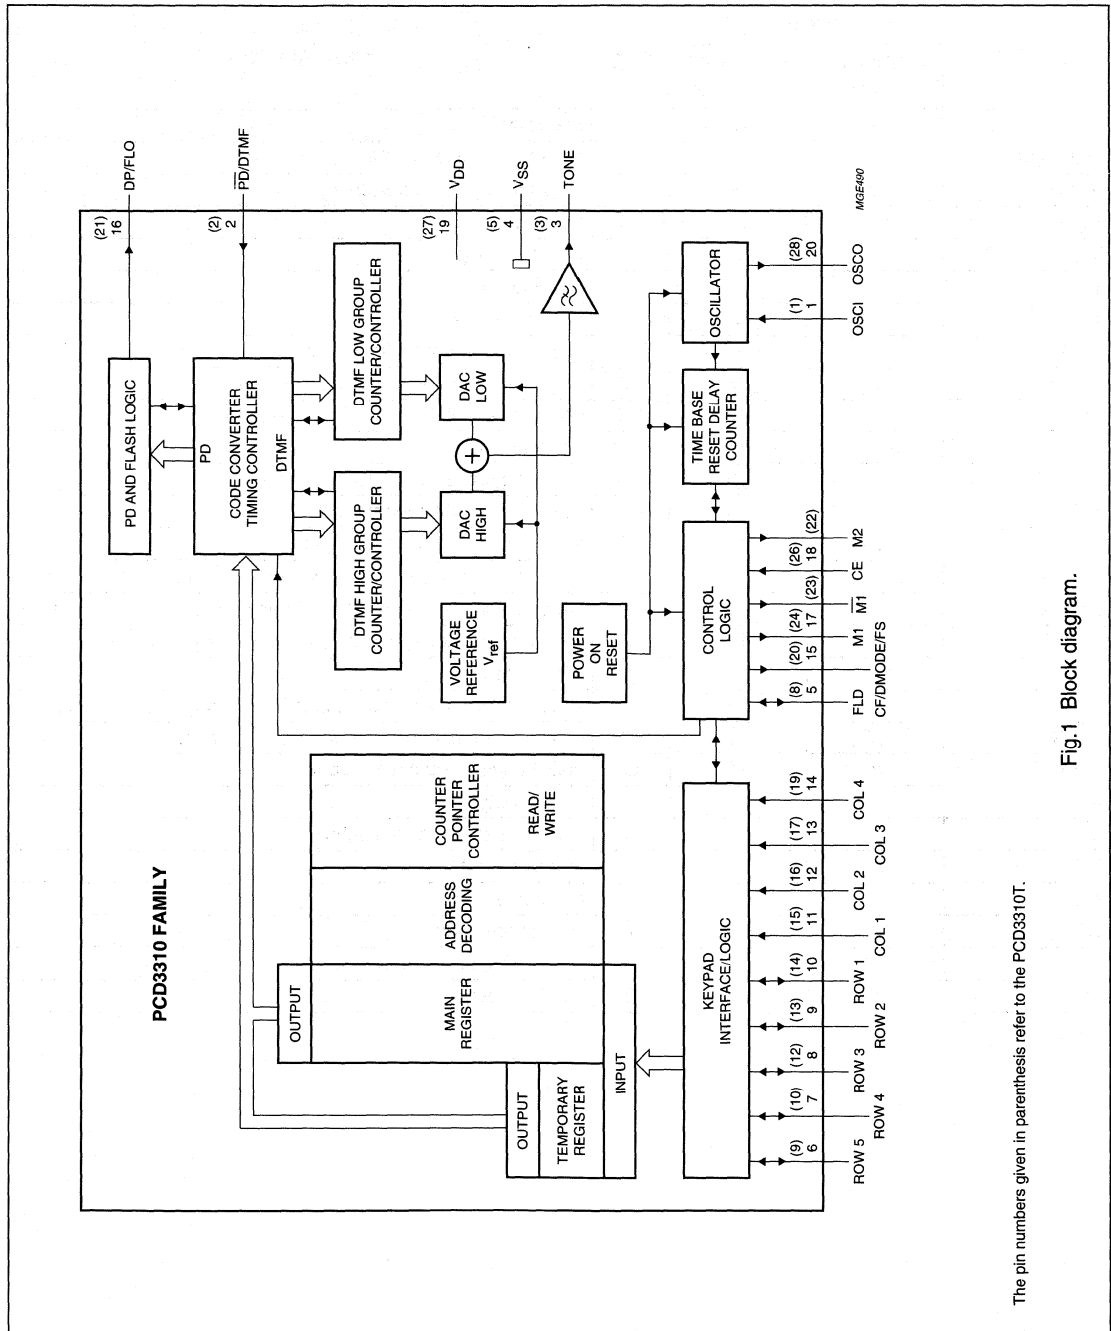 PCD3310 FAMILY
OUTPUT
MAIN
REGISTER
ADDRESS
DECODING
COUNTER
POINTER
CONTROLLER
READ/
WRITE
OUTPUT
TEMPORARY
REGISTER
INPUT
KEYPAD
INTERFACE/LOGIC
PD AND FLASH LOGIC
PD
CODE CONVERTER
TIMING CONTROLLER
DTMF
DTMF HIGH GROUP
COUNTER/CONTROLLER
DTMF LOW GROUP
COUNTER/CONTROLLER
VOLTAGE
REFERENCE
Vref
DAC
HIGH
+
DAC
LOW
POWER
ON
RESET
CONTROL
LOGIC
TIME BASE
RESET DELAY
COUNTER
OSCILLATOR
(21)
16
DP/FLO
(2)
2
P̅D̅/DTMF
(27)
19
VDD
(5)
4
VSS
(3)
3
TONE
(9)
6
ROW 5
(10)
7
ROW 4
(12)
8
ROW 3
(13)
9
ROW 2
(14)
10
ROW 1
(15)
11
COL 1
(16)
12
COL 2
(17)
13
COL 3
(19)
14
COL 4
(8)
5
FLD
(20)
15
CF/DMODE/FS
(24)
17
M1
(23)
M̅1̅
(26)
18
CE
(22)
M2
(1)
1
OSCI
(28)
20
OSCO
MGE490
The pin numbers given in parenthesis refer to the PCD3310T.
Fig.1 Block diagram.